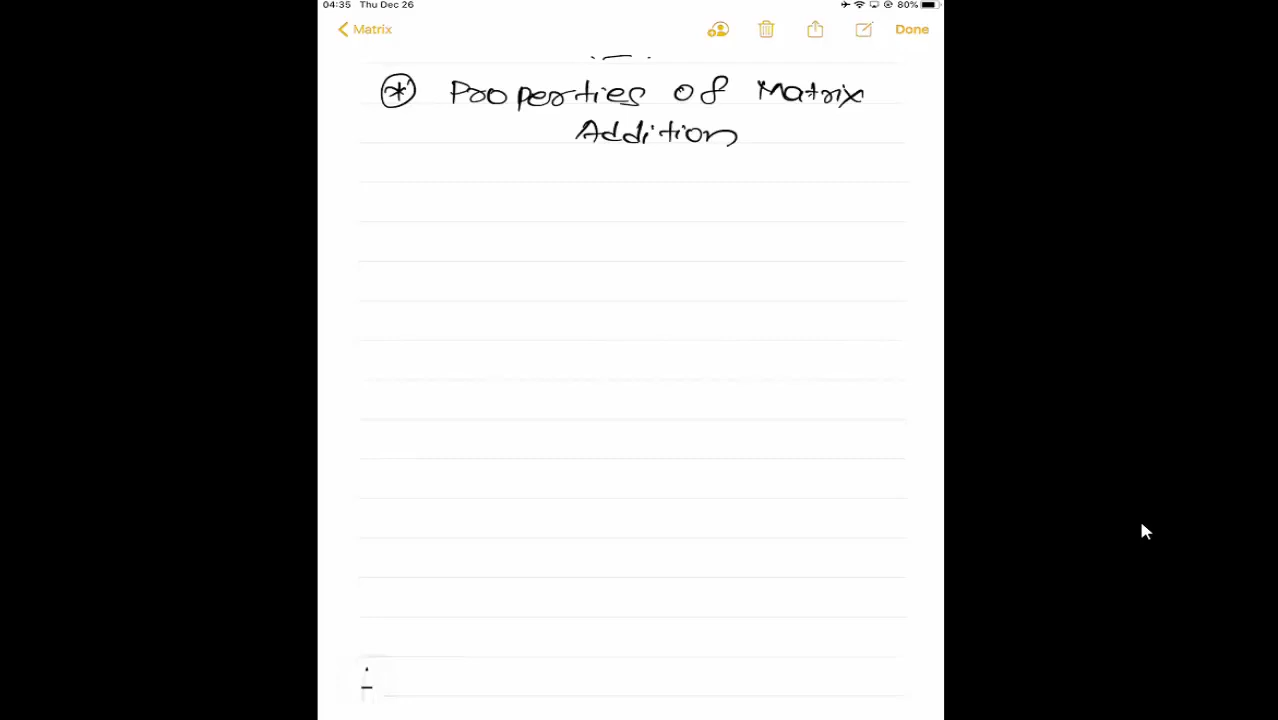 04:35 Thu Dec 26 80%
Matrix Done
* Properties of Matrix
Addition